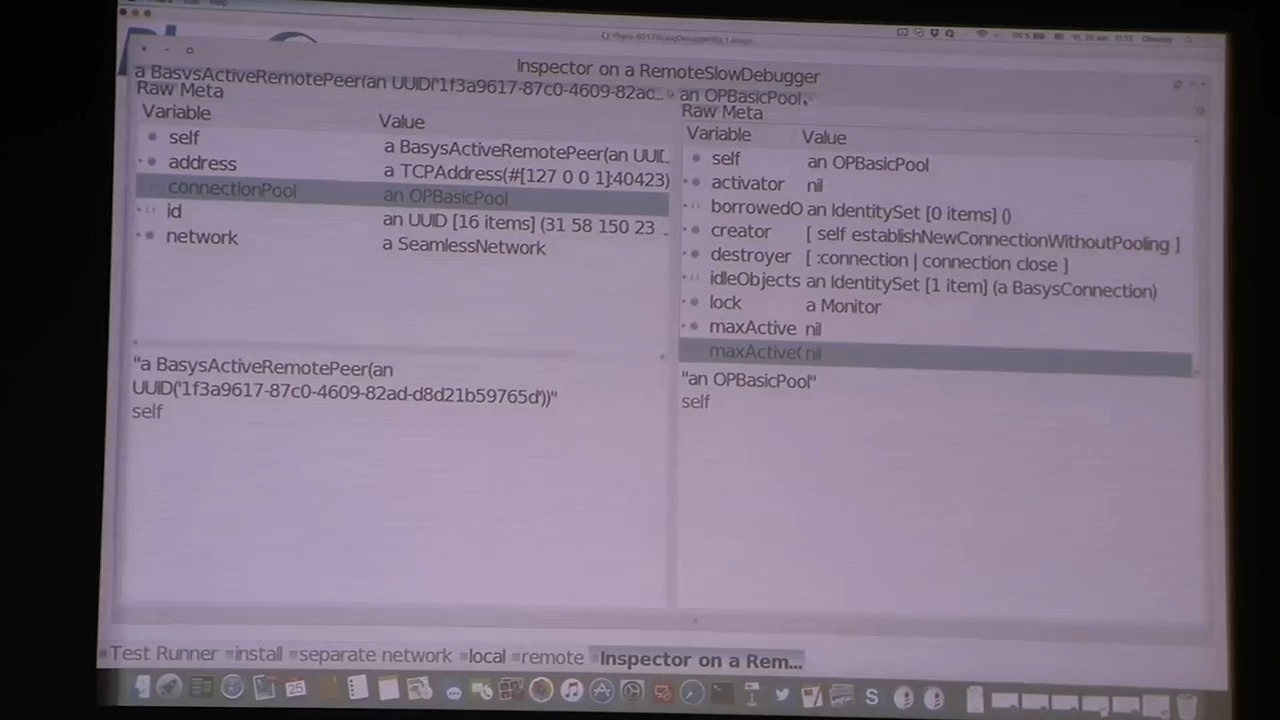 Inspector on a RemoteSlowDebugger
a BasysActiveRemotePeer(an UUID('1f3a9617-87c0-4609-82ad...
an OPBasicPool
Raw Meta
Variable Value
self a BasysActiveRemotePeer(an UUID...
address a TCPAddress(#[127 0 0 1]:40423)
connectionPool an OPBasicPool
id an UUID [16 items] (31 58 150 23 ...
network a SeamlessNetwork
"a BasysActiveRemotePeer(an
UUID('1f3a9617-87c0-4609-82ad-d8d21b59765d'))"
self
Raw Meta
Variable Value
self an OPBasicPool
activator nil
borrowedO an IdentitySet [0 items] ()
creator [ self establishNewConnectionWithoutPooling ]
destroyer [ :connection | connection close ]
idleObjects an IdentitySet [1 item] (a BasysConnection)
lock a Monitor
maxActive nil
maxActive( nil
"an OPBasicPool"
self
Test Runner install separate network local remote Inspector on a Rem...
25